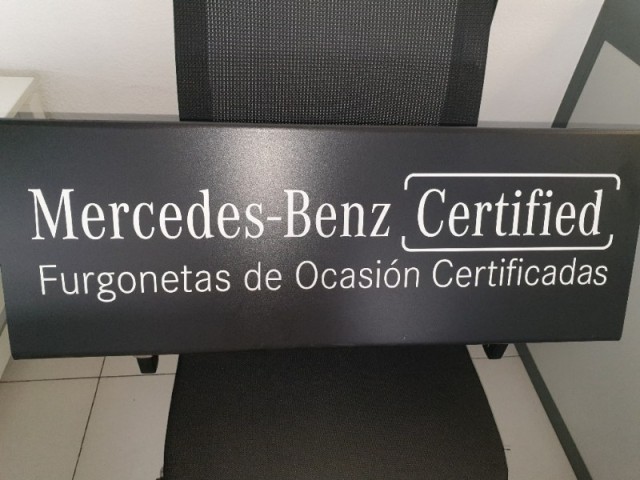 Mercedes-Benz Certified
Furgonetas de Ocasión Certificadas